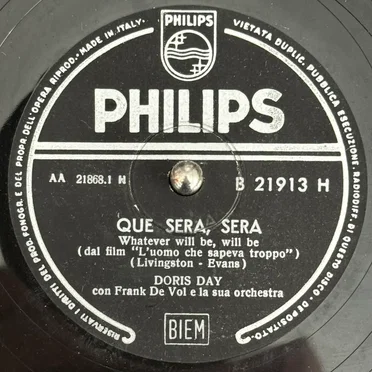 PHILIPS
PHILIPS
AA 21868.1 H
B 21913 H
QUE SERA, SERA
Whatever will be, will be
(dal film "L'uomo che sapeva troppo")
(Livingston - Evans)
DORIS DAY
con Frank De Vol e la sua orchestra
BIEM
RISERVATI I DIRITTI DEL PROD. FONOGR. E DEL PROPR. DELL'OPERA RIPROD. • MADE IN ITALY •
VIETATA DUPLIC. PUBBLICA ESECUZIONE, RADIODIFF. DI QUESTO DISCO • DEPOSITATO •